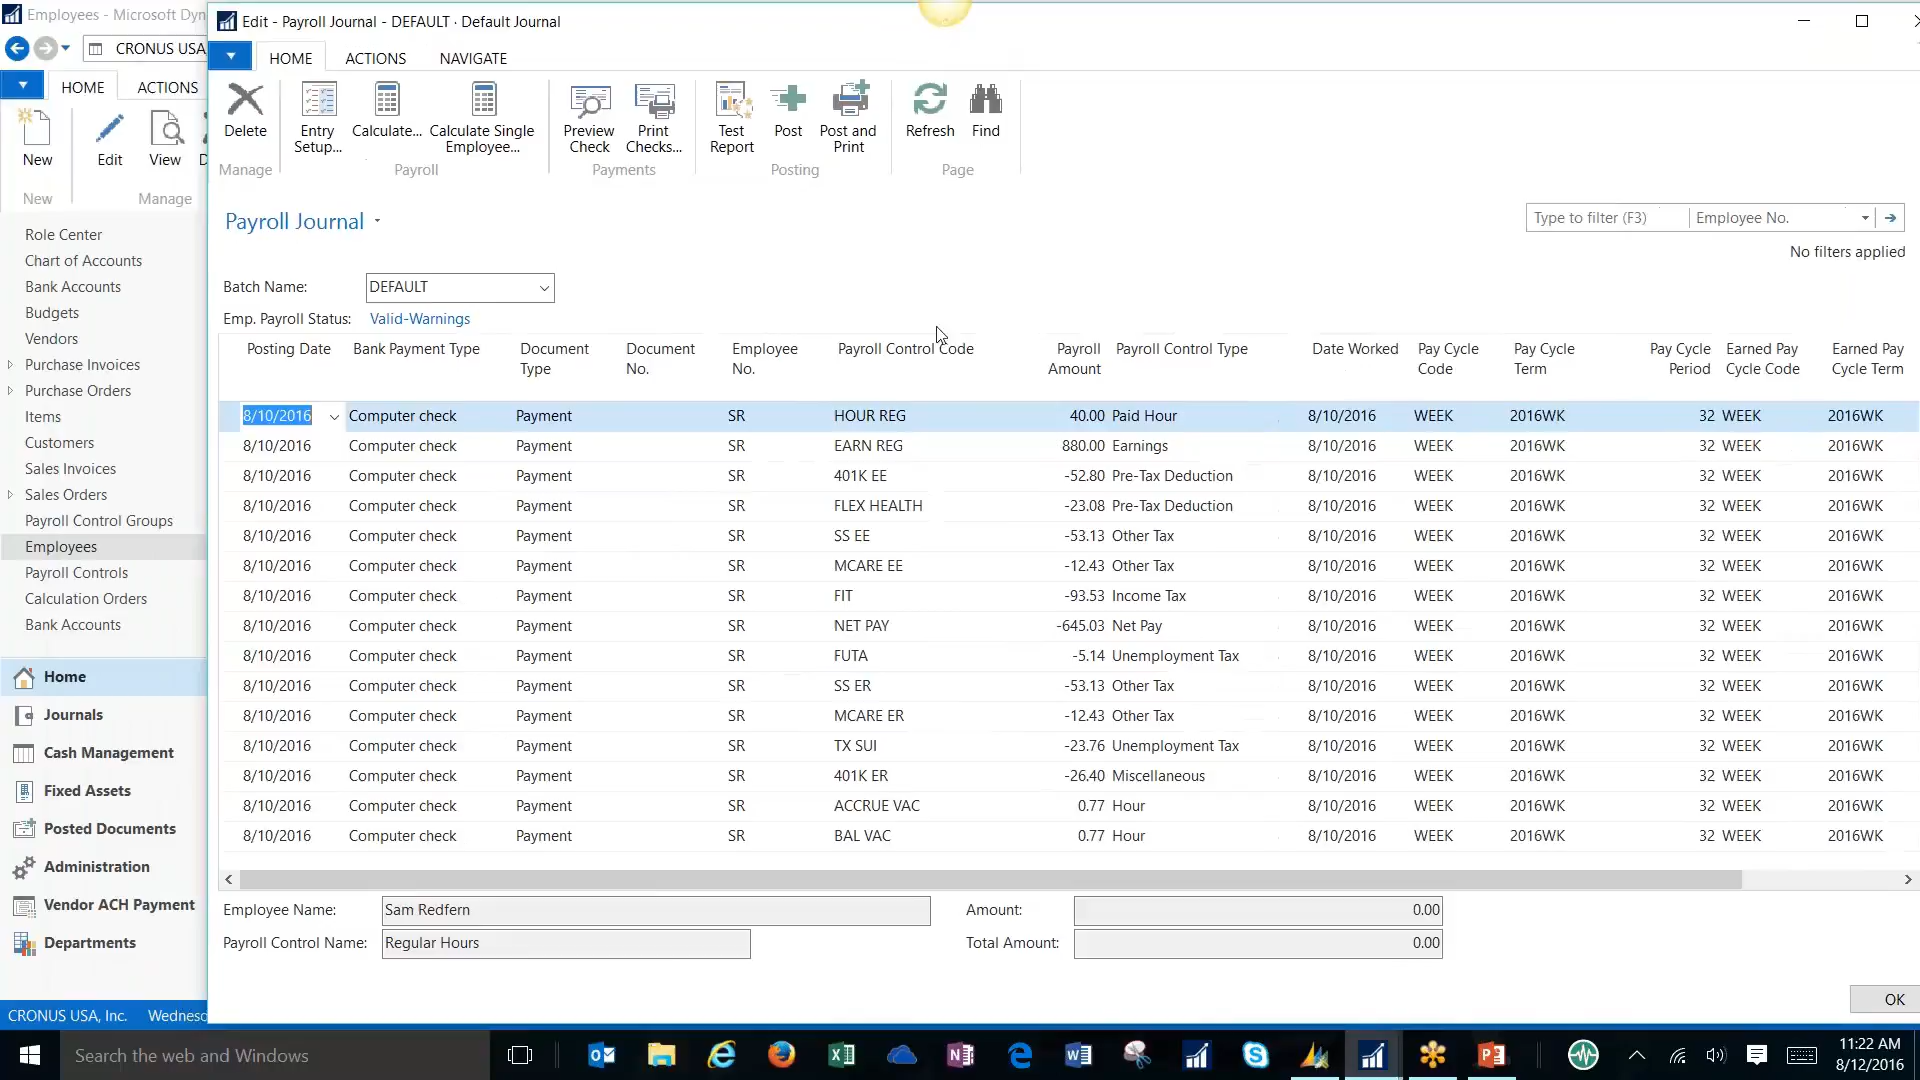 Employees - Microsoft Dyn
Edit - Payroll Journal - DEFAULT · Default Journal
CRONUS USA
HOME ACTIONS
HOME ACTIONS NAVIGATE
New
Edit
View
New
Manage
Delete
Entry Setup...
Calculate...
Calculate Single Employee...
Preview Check
Print Checks...
Test Report
Post
Post and Print
Refresh
Find
Manage
Payroll
Payments
Posting
Page
Role Center
Chart of Accounts
Bank Accounts
Budgets
Vendors
Purchase Invoices
Purchase Orders
Items
Customers
Sales Invoices
Sales Orders
Payroll Control Groups
Employees
Payroll Controls
Calculation Orders
Bank Accounts
Home
Journals
Cash Management
Fixed Assets
Posted Documents
Administration
Vendor ACH Payment
Departments
CRONUS USA, Inc. Wednesd
Payroll Journal
Type to filter (F3) Employee No.
No filters applied
Batch Name: DEFAULT
Emp. Payroll Status: Valid-Warnings
Posting Date Bank Payment Type Document Type Document No. Employee No. Payroll Control Code Payroll Amount Payroll Control Type Date Worked Pay Cycle Code Pay Cycle Term Pay Cycle Period Earned Pay Cycle Code Earned Pay Cycle Term
8/10/2016 Computer check Payment SR HOUR REG 40.00 Paid Hour 8/10/2016 WEEK 2016WK 32 WEEK 2016WK
8/10/2016 Computer check Payment SR EARN REG 880.00 Earnings 8/10/2016 WEEK 2016WK 32 WEEK 2016WK
8/10/2016 Computer check Payment SR 401K EE -52.80 Pre-Tax Deduction 8/10/2016 WEEK 2016WK 32 WEEK 2016WK
8/10/2016 Computer check Payment SR FLEX HEALTH -23.08 Pre-Tax Deduction 8/10/2016 WEEK 2016WK 32 WEEK 2016WK
8/10/2016 Computer check Payment SR SS EE -53.13 Other Tax 8/10/2016 WEEK 2016WK 32 WEEK 2016WK
8/10/2016 Computer check Payment SR MCARE EE -12.43 Other Tax 8/10/2016 WEEK 2016WK 32 WEEK 2016WK
8/10/2016 Computer check Payment SR FIT -93.53 Income Tax 8/10/2016 WEEK 2016WK 32 WEEK 2016WK
8/10/2016 Computer check Payment SR NET PAY -645.03 Net Pay 8/10/2016 WEEK 2016WK 32 WEEK 2016WK
8/10/2016 Computer check Payment SR FUTA -5.14 Unemployment Tax 8/10/2016 WEEK 2016WK 32 WEEK 2016WK
8/10/2016 Computer check Payment SR SS ER -53.13 Other Tax 8/10/2016 WEEK 2016WK 32 WEEK 2016WK
8/10/2016 Computer check Payment SR MCARE ER -12.43 Other Tax 8/10/2016 WEEK 2016WK 32 WEEK 2016WK
8/10/2016 Computer check Payment SR TX SUI -23.76 Unemployment Tax 8/10/2016 WEEK 2016WK 32 WEEK 2016WK
8/10/2016 Computer check Payment SR 401K ER -26.40 Miscellaneous 8/10/2016 WEEK 2016WK 32 WEEK 2016WK
8/10/2016 Computer check Payment SR ACCRUE VAC 0.77 Hour 8/10/2016 WEEK 2016WK 32 WEEK 2016WK
8/10/2016 Computer check Payment SR BAL VAC 0.77 Hour 8/10/2016 WEEK 2016WK 32 WEEK 2016WK
Employee Name: Sam Redfern Amount: 0.00
Payroll Control Name: Regular Hours Total Amount: 0.00
OK
Search the web and Windows
11:22 AM
8/12/2016